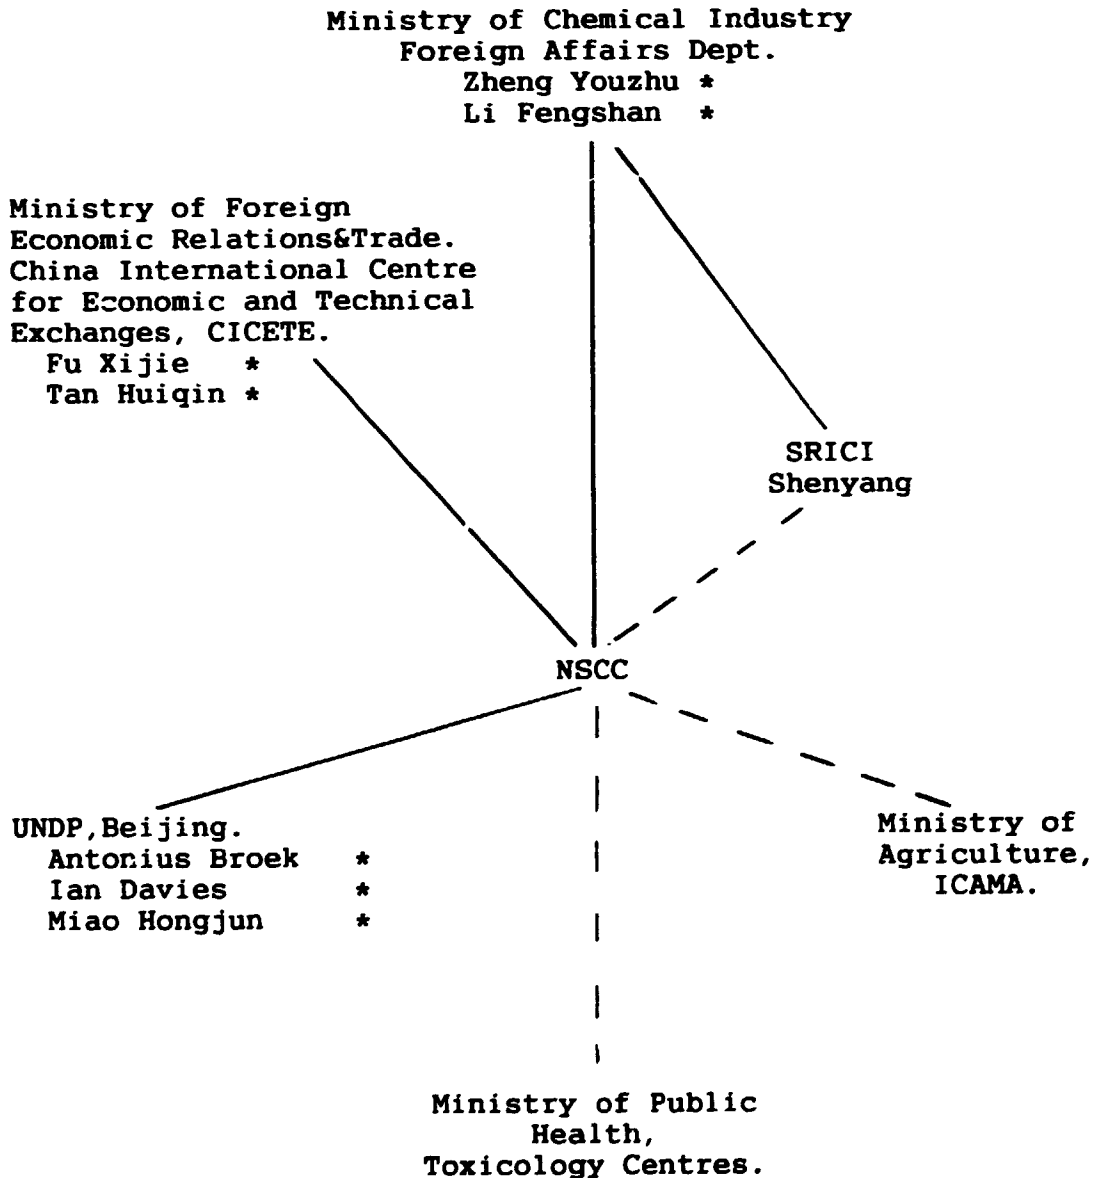 Ministry of Chemical Industry
Foreign Affairs Dept.
Zheng Youzhu *
Li Fengshan *
Ministry of Foreign
Economic Relations&Trade.
China International Centre
for Economic and Technical
Exchanges, CICETE.
Fu Xijie *
Tan Huiqin *
SRICI
Shenyang
NSCC
UNDP,Beijing.
Antonius Broek *
Ian Davies *
Miao Hongjun *
Ministry of
Agriculture,
ICAMA.
Ministry of Public
Health,
Toxicology Centres.